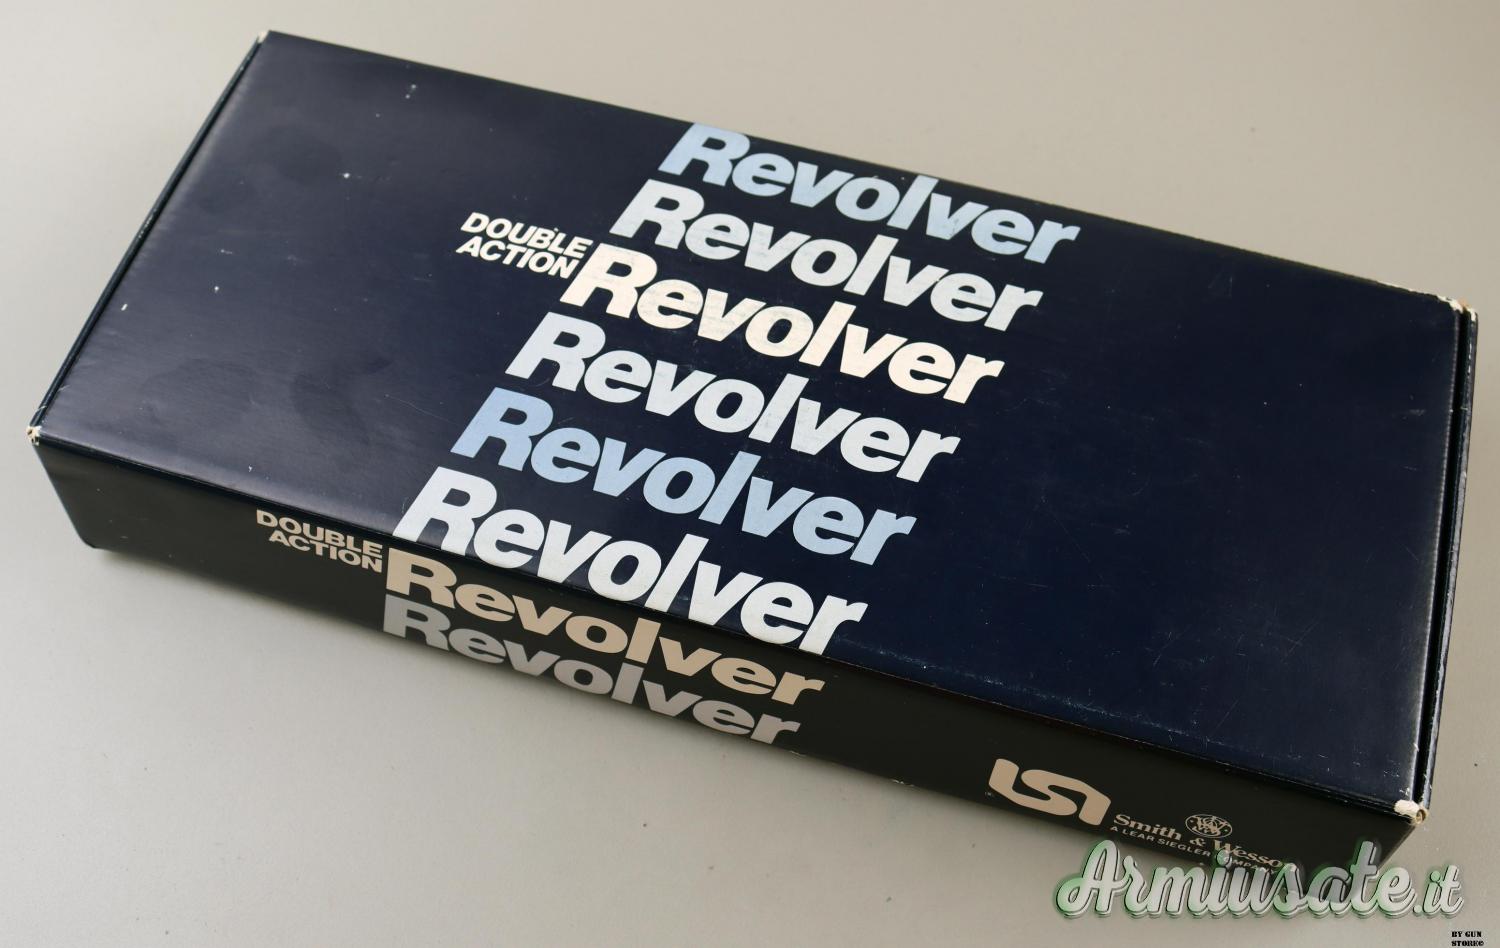 Revolver
Revolver
DOUBLE
ACTION
Revolver
Revolver
Revolver
Revolver
DOUBLE
ACTION
Revolver
Revolver
Smith & Wesson
A LEAR SIEGLER COMPANY
Armiusate.it
BY GUN
STORE©